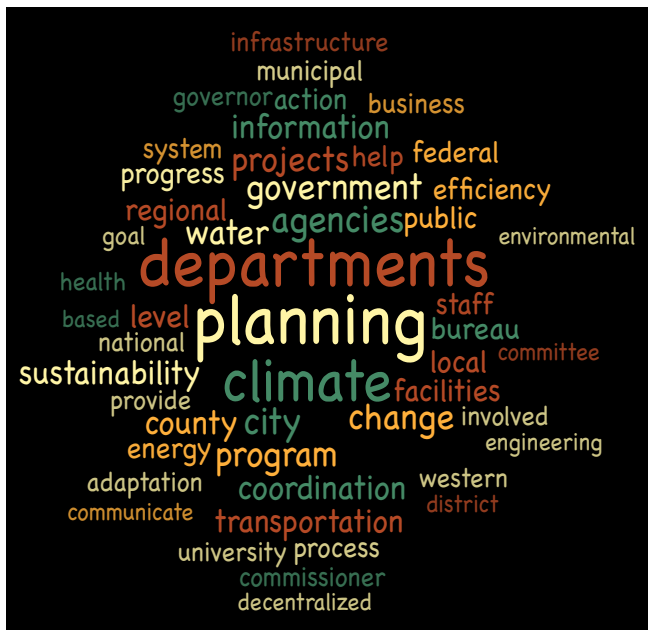 infrastructure
municipal
governor action business
information
system projects help federal
progress government efficiency
regional agencies public
goal water environmental
departments
health
based level planning staff
national bureau
sustainability climate local committee
provide facilities
county city change involved
energy program engineering
adaptation coordination western
communicate transportation district
university process
commissioner
decentralized